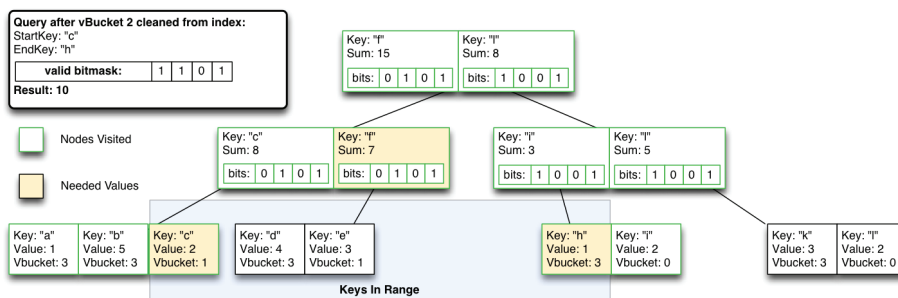 Query after vBucket 2 cleaned from index:
StartKey: "c"
EndKey: "h"
valid bitmask: 1 1 0 1
Result: 10
Nodes Visited
Needed Values
Key: "f"
Sum: 15
bits: 0 1 0 1
Key: "l"
Sum: 8
bits: 1 0 0 1
Key: "c"
Sum: 8
bits: 0 1 0 1
Key: "f"
Sum: 7
bits: 0 1 0 1
Key: "i"
Sum: 3
bits: 1 0 0 1
Key: "l"
Sum: 5
bits: 1 0 0 1
Key: "a"
Value: 1
Vbucket: 3
Key: "b"
Value: 5
Vbucket: 3
Key: "c"
Value: 2
Vbucket: 1
Key: "d"
Value: 4
Vbucket: 3
Key: "e"
Value: 3
Vbucket: 1
Key: "h"
Value: 1
Vbucket: 3
Key: "i"
Value: 2
Vbucket: 0
Key: "k"
Value: 3
Vbucket: 3
Key: "l"
Value: 2
Vbucket: 0
Keys In Range